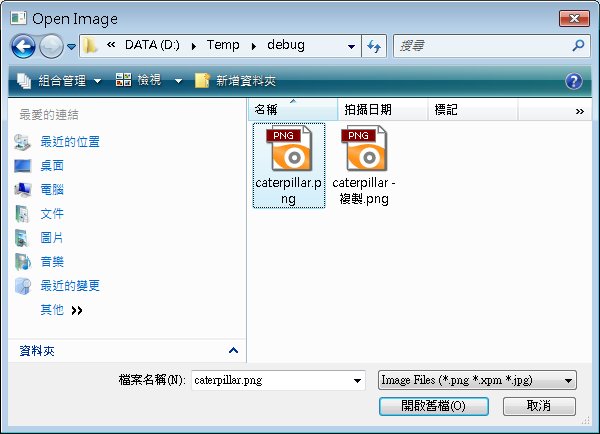 Open Image
« DATA (D:) Temp debug
搜尋
組合管理 檢視 新增資料夾
最愛的連結
最近的位置
桌面
電腦
文件
圖片
音樂
最近的變更
其他 »
資料夾
名稱 拍攝日期 標記 »
PNG PNG
caterpillar.p
ng
caterpillar -
複製.png
檔案名稱(N): caterpillar.png Image Files (*.png *.xpm *.jpg)
開啟舊檔(O) 取消